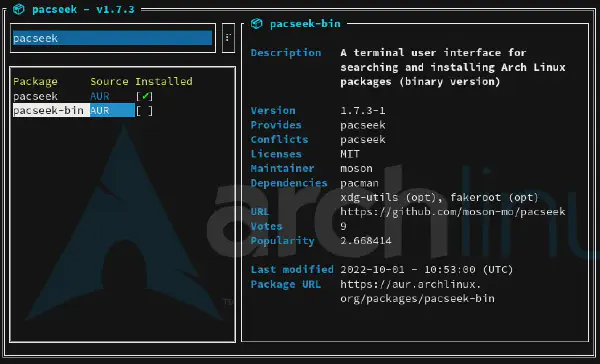 pacseek - v1.7.3
pacseek
Package Source Installed
pacseek AUR [✔]
pacseek-bin AUR [ ]
pacseek-bin
Description A terminal user interface for
searching and installing Arch Linux
packages (binary version)
Version 1.7.3-1
Provides pacseek
Conflicts pacseek
Licenses MIT
Maintainer moson
Dependencies pacman
xdg-utils (opt), fakeroot (opt)
URL https://github.com/moson-mo/pacseek
Votes 9
Popularity 2.668414
Last modified 2022-10-01 - 10:53:00 (UTC)
Package URL https://aur.archlinux.
org/packages/pacseek-bin
archlinu
TM